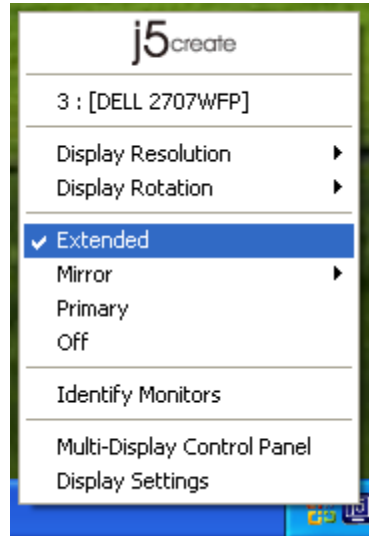 j5create
3 : [DELL 2707WFP]
Display Resolution
Display Rotation
Extended
Mirror
Primary
Off
Identify Monitors
Multi-Display Control Panel
Display Settings